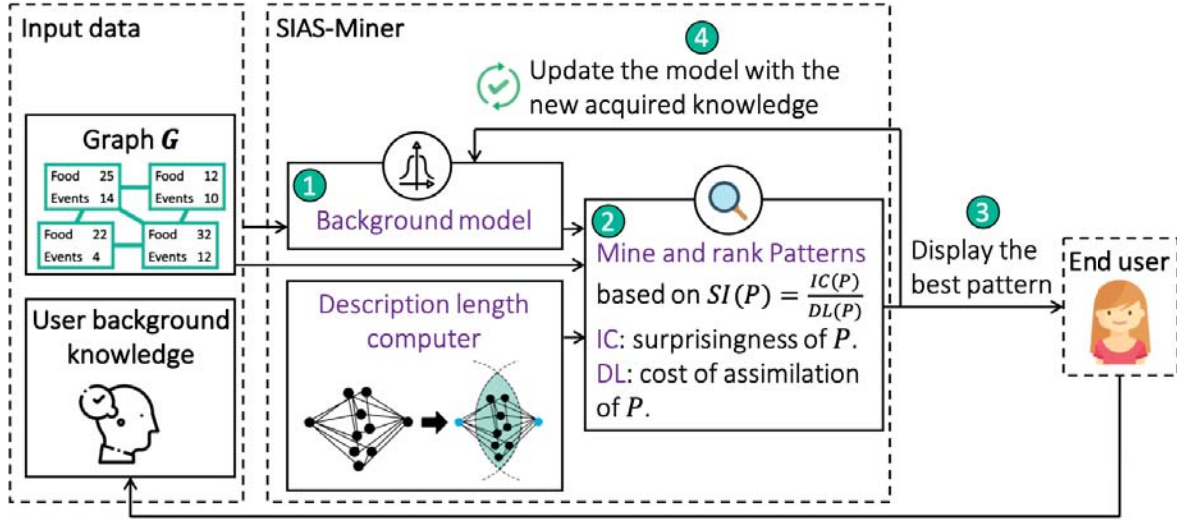 Input data
SIAS-Miner
4
Update the model with the
new acquired knowledge
Graph G
Food 25
Events 14
Food 12
Events 10
Food 22
Events 4
Food 32
Events 12
1
Background model
2
Mine and rank Patterns
based on SI(P) = IC(P)/DL(P)
IC: surprisingness of P.
DL: cost of assimilation
of P.
3
Display the
best pattern
End user
User background
knowledge
Description length
computer